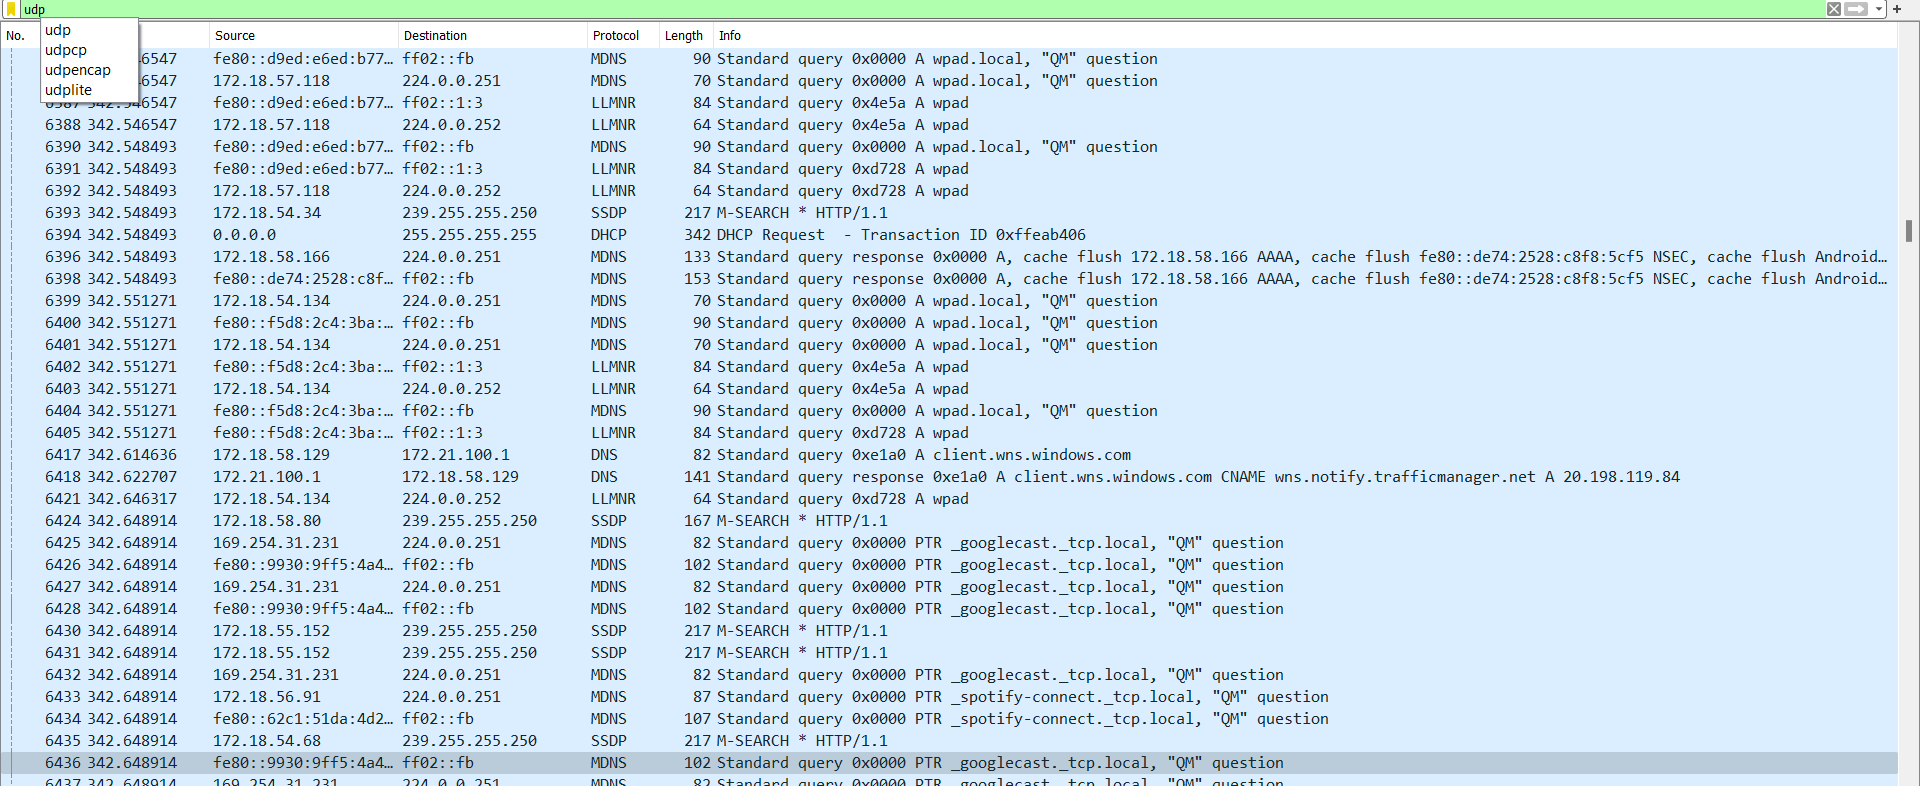 udp
No. Source Destination Protocol Length Info
udp
udpcp
udpencap
udplite
6547 fe80::d9ed:e6ed:b77… ff02::fb MDNS 90 Standard query 0x0000 A wpad.local, "QM" question
6547 172.18.57.118 224.0.0.251 MDNS 70 Standard query 0x0000 A wpad.local, "QM" question
6387 342.546547 fe80::d9ed:e6ed:b77… ff02::1:3 LLMNR 84 Standard query 0x4e5a A wpad
6388 342.546547 172.18.57.118 224.0.0.252 LLMNR 64 Standard query 0x4e5a A wpad
6390 342.548493 fe80::d9ed:e6ed:b77… ff02::fb MDNS 90 Standard query 0x0000 A wpad.local, "QM" question
6391 342.548493 fe80::d9ed:e6ed:b77… ff02::1:3 LLMNR 84 Standard query 0xd728 A wpad
6392 342.548493 172.18.57.118 224.0.0.252 LLMNR 64 Standard query 0xd728 A wpad
6393 342.548493 172.18.54.34 239.255.255.250 SSDP 217 M-SEARCH * HTTP/1.1
6394 342.548493 0.0.0.0 255.255.255.255 DHCP 342 DHCP Request - Transaction ID 0xffeab406
6396 342.548493 172.18.58.166 224.0.0.251 MDNS 133 Standard query response 0x0000 A, cache flush 172.18.58.166 AAAA, cache flush fe80::de74:2528:c8f8:5cf5 NSEC, cache flush Android…
6398 342.548493 fe80::de74:2528:c8f… ff02::fb MDNS 153 Standard query response 0x0000 A, cache flush 172.18.58.166 AAAA, cache flush fe80::de74:2528:c8f8:5cf5 NSEC, cache flush Android…
6399 342.551271 172.18.54.134 224.0.0.251 MDNS 70 Standard query 0x0000 A wpad.local, "QM" question
6400 342.551271 fe80::f5d8:2c4:3ba:… ff02::fb MDNS 90 Standard query 0x0000 A wpad.local, "QM" question
6401 342.551271 172.18.54.134 224.0.0.251 MDNS 70 Standard query 0x0000 A wpad.local, "QM" question
6402 342.551271 fe80::f5d8:2c4:3ba:… ff02::1:3 LLMNR 84 Standard query 0x4e5a A wpad
6403 342.551271 172.18.54.134 224.0.0.252 LLMNR 64 Standard query 0x4e5a A wpad
6404 342.551271 fe80::f5d8:2c4:3ba:… ff02::fb MDNS 90 Standard query 0x0000 A wpad.local, "QM" question
6405 342.551271 fe80::f5d8:2c4:3ba:… ff02::1:3 LLMNR 84 Standard query 0xd728 A wpad
6417 342.614636 172.18.58.129 172.21.100.1 DNS 82 Standard query 0xe1a0 A client.wns.windows.com
6418 342.622707 172.21.100.1 172.18.58.129 DNS 141 Standard query response 0xe1a0 A client.wns.windows.com CNAME wns.notify.trafficmanager.net A 20.198.119.84
6421 342.646317 172.18.54.134 224.0.0.252 LLMNR 64 Standard query 0xd728 A wpad
6424 342.648914 172.18.58.80 239.255.255.250 SSDP 167 M-SEARCH * HTTP/1.1
6425 342.648914 169.254.31.231 224.0.0.251 MDNS 82 Standard query 0x0000 PTR _googlecast._tcp.local, "QM" question
6426 342.648914 fe80::9930:9ff5:4a4… ff02::fb MDNS 102 Standard query 0x0000 PTR _googlecast._tcp.local, "QM" question
6427 342.648914 169.254.31.231 224.0.0.251 MDNS 82 Standard query 0x0000 PTR _googlecast._tcp.local, "QM" question
6428 342.648914 fe80::9930:9ff5:4a4… ff02::fb MDNS 102 Standard query 0x0000 PTR _googlecast._tcp.local, "QM" question
6430 342.648914 172.18.55.152 239.255.255.250 SSDP 217 M-SEARCH * HTTP/1.1
6431 342.648914 172.18.55.152 239.255.255.250 SSDP 217 M-SEARCH * HTTP/1.1
6432 342.648914 169.254.31.231 224.0.0.251 MDNS 82 Standard query 0x0000 PTR _googlecast._tcp.local, "QM" question
6433 342.648914 172.18.56.91 224.0.0.251 MDNS 87 Standard query 0x0000 PTR _spotify-connect._tcp.local, "QM" question
6434 342.648914 fe80::62c1:51da:4d2… ff02::fb MDNS 107 Standard query 0x0000 PTR _spotify-connect._tcp.local, "QM" question
6435 342.648914 172.18.54.68 239.255.255.250 SSDP 217 M-SEARCH * HTTP/1.1
6436 342.648914 fe80::9930:9ff5:4a4… ff02::fb MDNS 102 Standard query 0x0000 PTR _googlecast._tcp.local, "QM" question
6437 342.648914 169.254.31.231 224.0.0.251 MDNS 82 Standard query 0x0000 PTR _googlecast._tcp.local, "QM" question